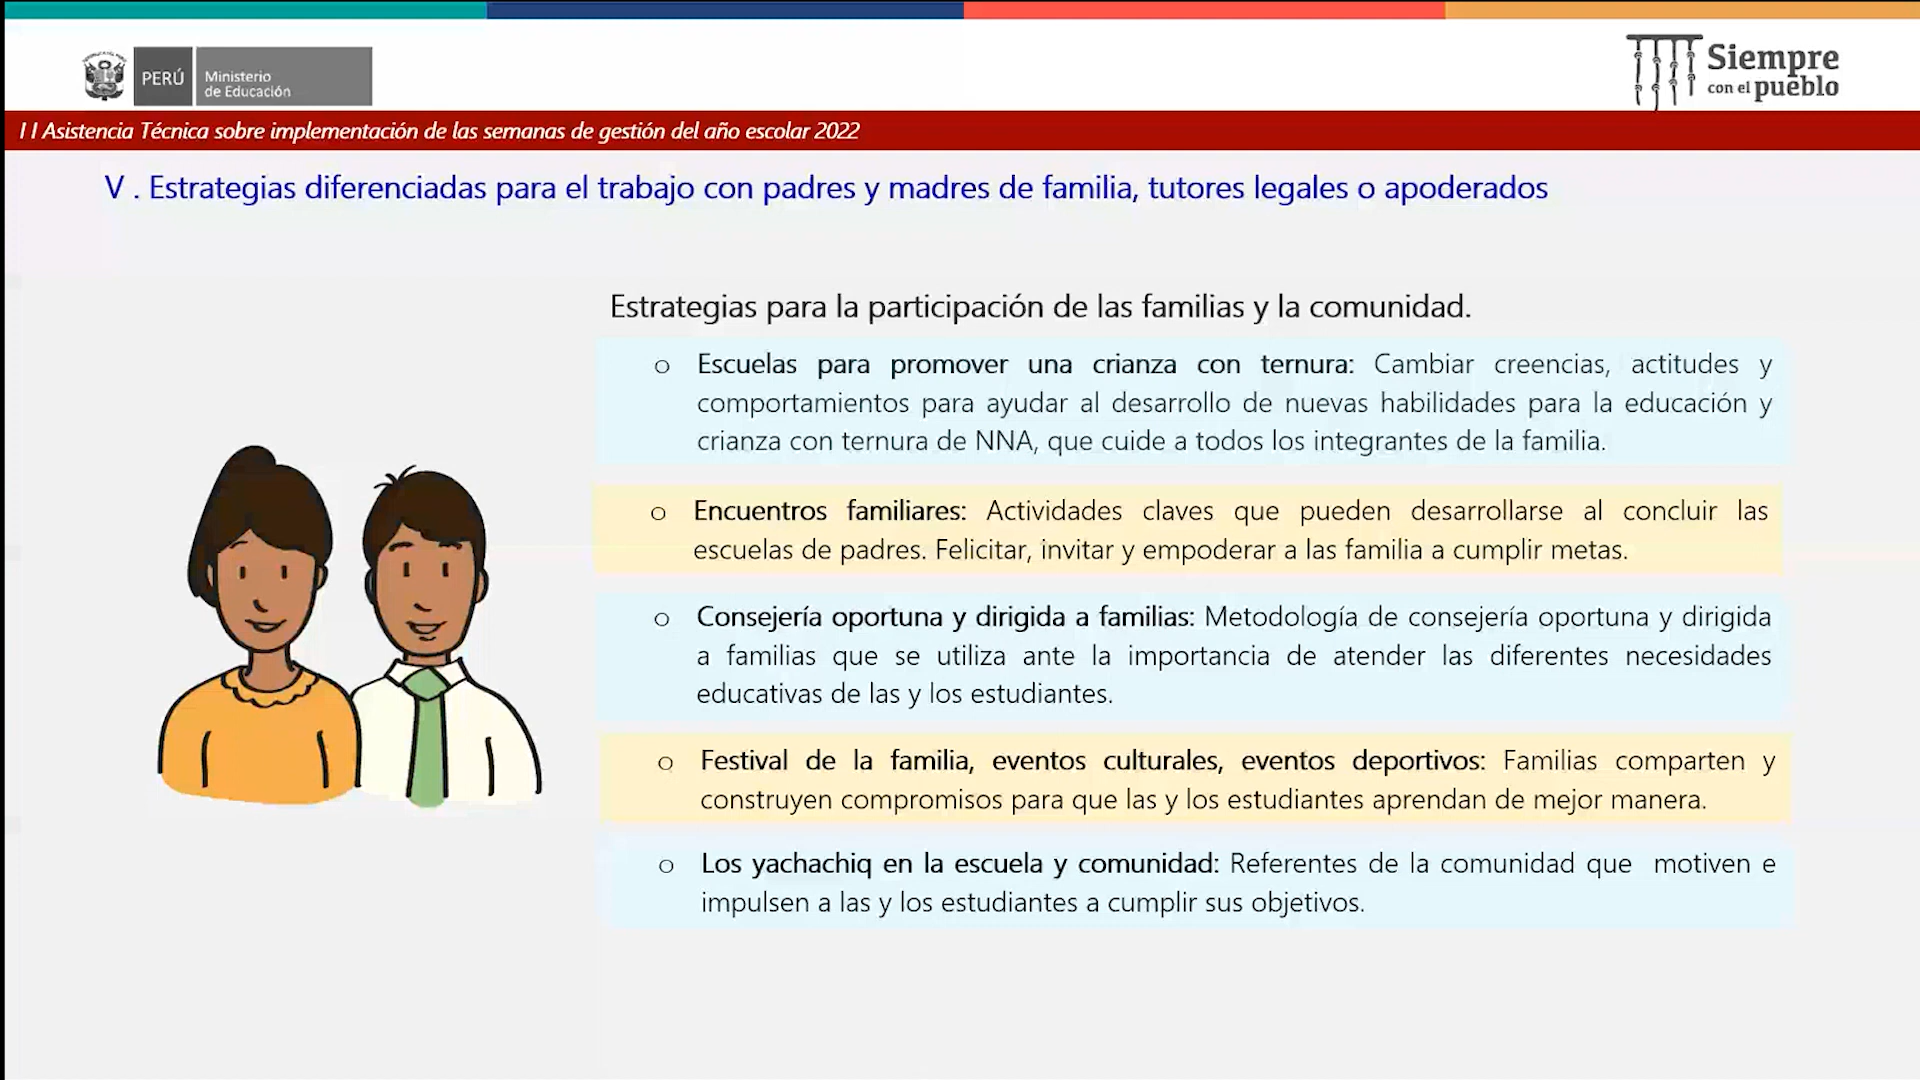 PERÚ
Ministerio
de Educación
Siempre
con el pueblo
I I Asistencia Técnica sobre implementación de las semanas de gestión del año escolar 2022
V . Estrategias diferenciadas para el trabajo con padres y madres de familia, tutores legales o apoderados
Estrategias para la participación de las familias y la comunidad.
o Escuelas para promover una crianza con ternura: Cambiar creencias, actitudes y
comportamientos para ayudar al desarrollo de nuevas habilidades para la educación y
crianza con ternura de NNA, que cuide a todos los integrantes de la familia.
o Encuentros familiares: Actividades claves que pueden desarrollarse al concluir las
escuelas de padres. Felicitar, invitar y empoderar a las familia a cumplir metas.
o Consejería oportuna y dirigida a familias: Metodología de consejería oportuna y dirigida
a familias que se utiliza ante la importancia de atender las diferentes necesidades
educativas de las y los estudiantes.
o Festival de la familia, eventos culturales, eventos deportivos: Familias comparten y
construyen compromisos para que las y los estudiantes aprendan de mejor manera.
o Los yachachiq en la escuela y comunidad: Referentes de la comunidad que motiven e
impulsen a las y los estudiantes a cumplir sus objetivos.